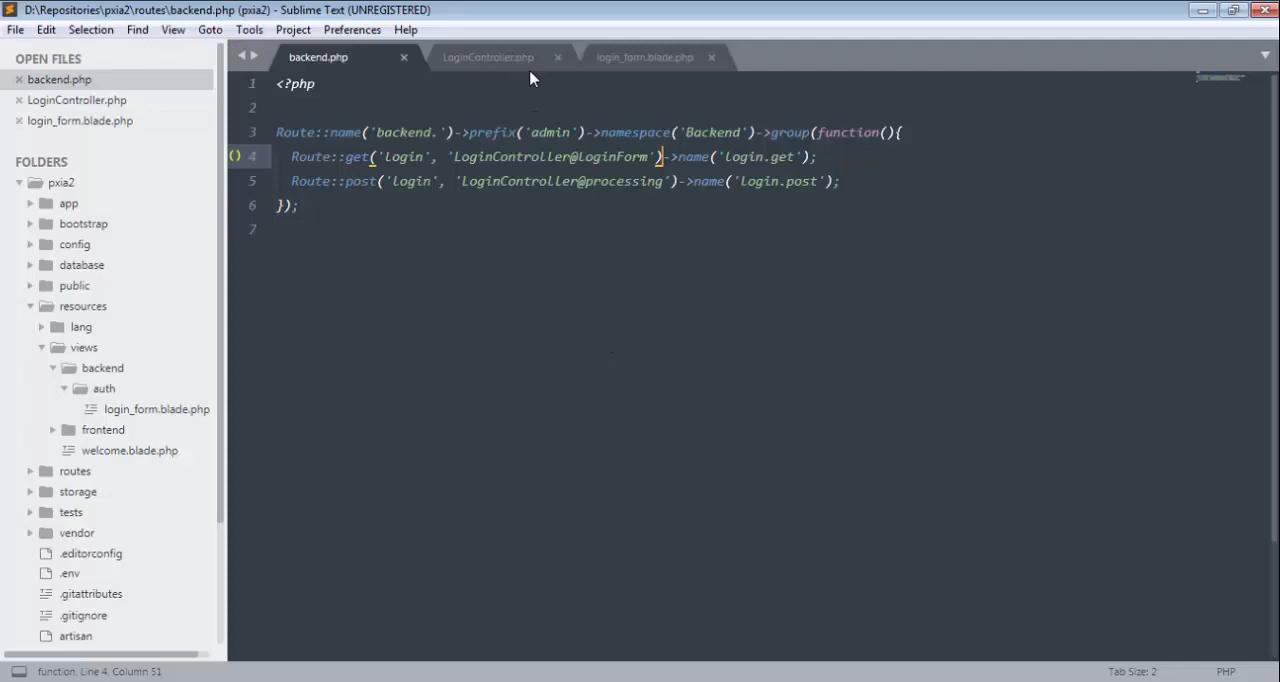 D:\Repositories\pxia2\routes\backend.php (pxia2) - Sublime Text (UNREGISTERED)
File Edit Selection Find View Goto Tools Project Preferences Help
OPEN FILES
backend.php
LoginController.php
login_form.blade.php
FOLDERS
pxia2
app
bootstrap
config
database
public
resources
lang
views
backend
auth
login_form.blade.php
frontend
welcome.blade.php
routes
storage
tests
vendor
.editorconfig
.env
.gitattributes
.gitignore
artisan
backend.php LoginController.php login_form.blade.php
1 <?php
2
3 Route::name('backend.')->prefix('admin')->namespace('Backend')->group(function(){
4 Route::get('login', 'LoginController@loginForm')->name('login.get');
5 Route::post('login', 'LoginController@processing')->name('login.post');
6 });
7
function, Line 4, Column 51 Tab Size: 2 PHP